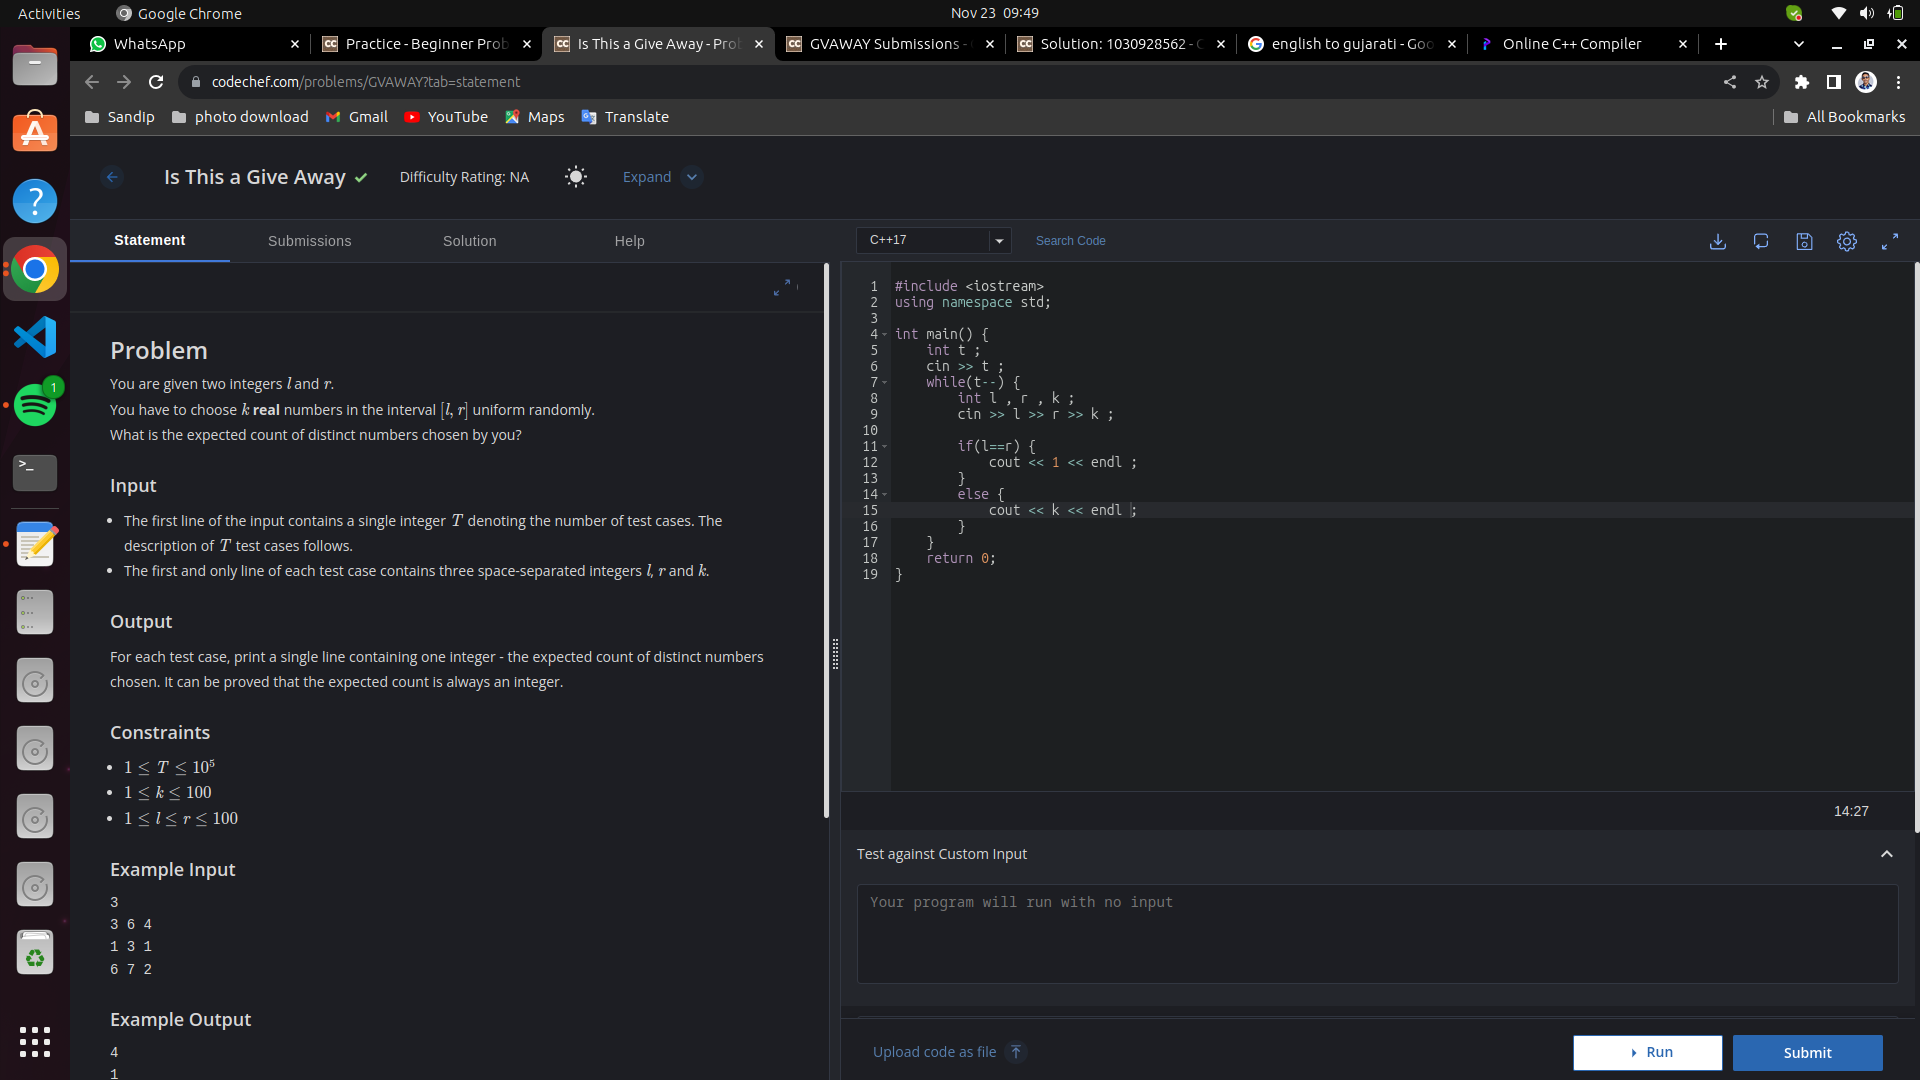 Activities
Google Chrome
Nov 23 09:49
WhatsApp
Practice - Beginner Prob
Is This a Give Away - Pro
GVAWAY Submissions -
Solution: 1030928562 - C
english to gujarati - Goo
Online C++ Compiler
codechef.com/problems/GVAWAY?tab=statement
Sandip
photo download
Gmail
YouTube
Maps
Translate
All Bookmarks
Is This a Give Away
Difficulty Rating: NA
Expand
Statement
Submissions
Solution
Help
C++17
Search Code
Problem
You are given two integers l and r.
You have to choose k real numbers in the interval [l, r] uniform randomly.
What is the expected count of distinct numbers chosen by you?
Input
• The first line of the input contains a single integer T denoting the number of test cases. The
description of T test cases follows.
• The first and only line of each test case contains three space-separated integers l, r and k.
Output
For each test case, print a single line containing one integer - the expected count of distinct numbers
chosen. It can be proved that the expected count is always an integer.
Constraints
• 1 ≤ T ≤ 10⁵
• 1 ≤ k ≤ 100
• 1 ≤ l ≤ r ≤ 100
Example Input
3
3 6 4
1 3 1
6 7 2
Example Output
4
1
1 #include <iostream>
2 using namespace std;
3
4 int main() {
5     int t ;
6     cin >> t ;
7     while(t--) {
8         int l , r , k ;
9         cin >> l >> r >> k ;
10
11         if(l==r) {
12             cout << 1 << endl ;
13         }
14         else {
15             cout << k << endl ;
16         }
17     }
18     return 0;
19 }
14:27
Test against Custom Input
Your program will run with no input
Upload code as file
Run
Submit
1